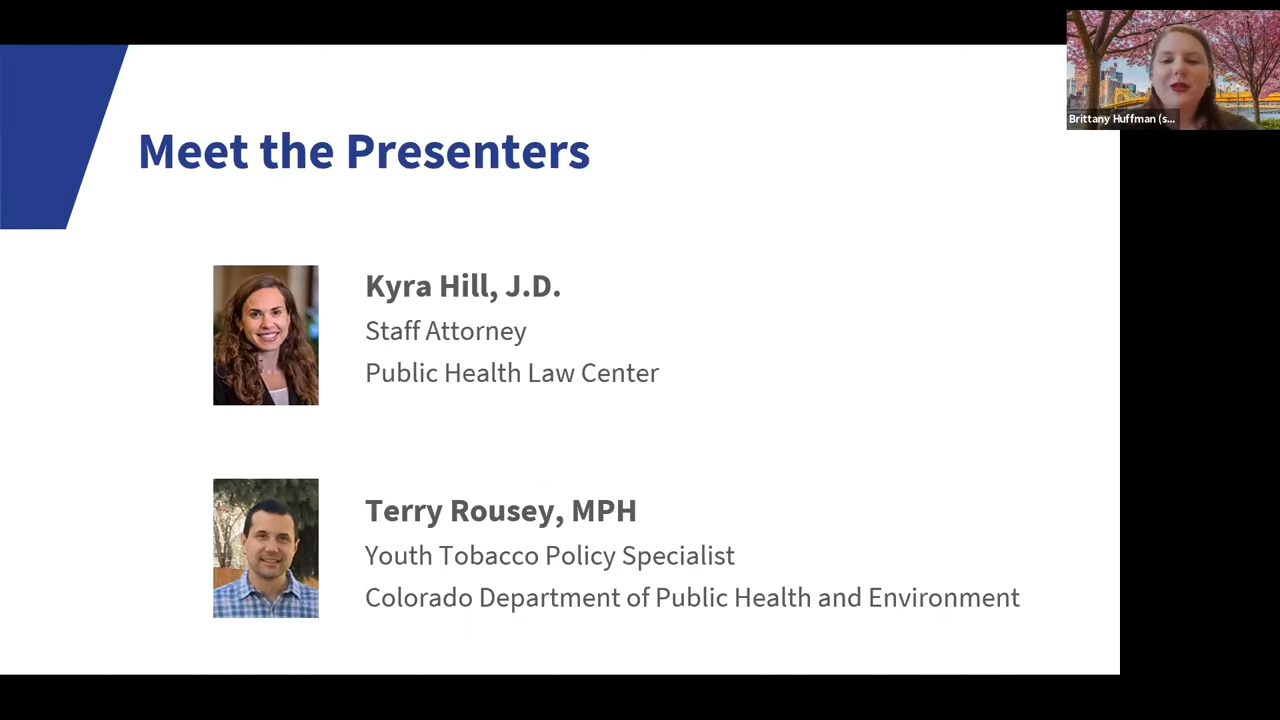 Meet the Presenters
Brittany Huffman (s...
Kyra Hill, J.D.
Staff Attorney
Public Health Law Center
Terry Rousey, MPH
Youth Tobacco Policy Specialist
Colorado Department of Public Health and Environment